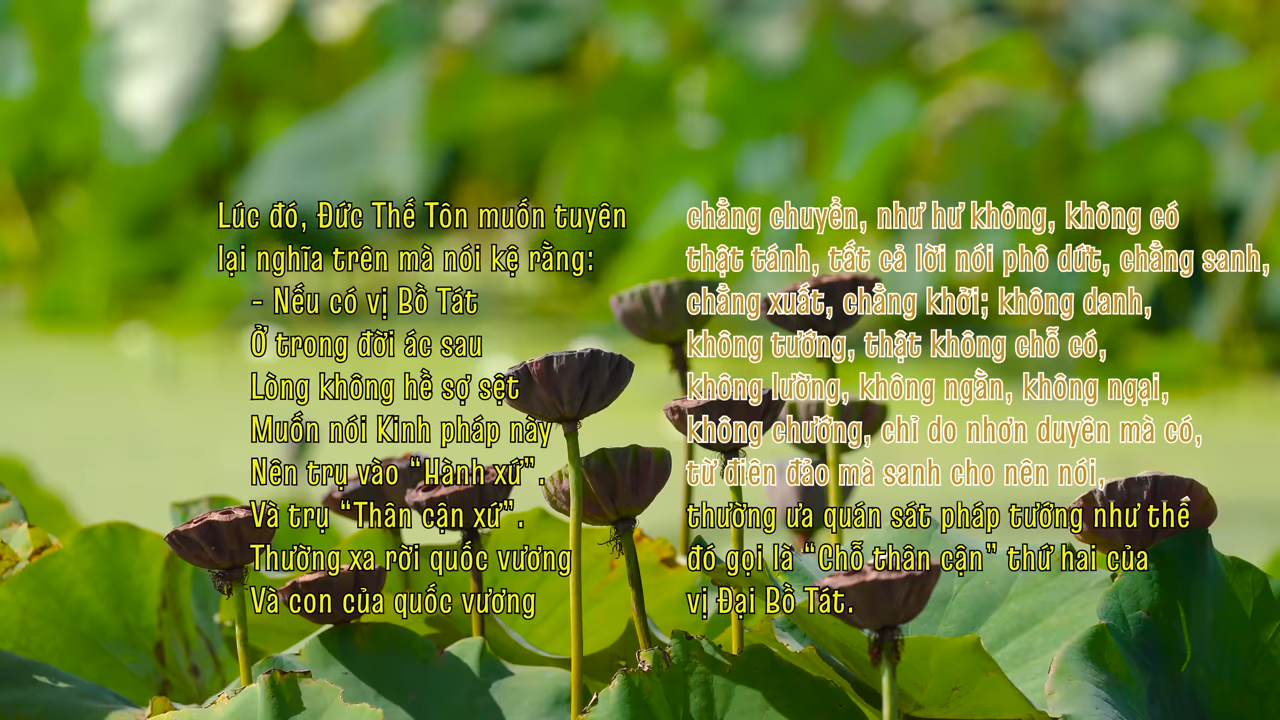 Lúc đó, Đức Thế Tôn muốn tuyên
lại nghĩa trên mà nói kệ rằng:
- Nếu có vị Bồ Tát
Ở trong đời ác sau
Lòng không hề sợ sệt
Muốn nói Kinh pháp này
Nên trụ vào “Hành xứ”.
Và trụ “Thân cận xứ”.
Thường xa rời quốc vương
Và con của quốc vương
chẳng chuyển, như hư không, không có
thật tánh, tất cả lời nói phô dứt, chẳng sanh,
chẳng xuất, chẳng khởi; không danh,
không tướng, thật không chỗ có,
không lường, không ngằn, không ngại,
không chướng, chỉ do nhơn duyên mà có,
từ điên đảo mà sanh cho nên nói,
thường ưa quán sát pháp tướng như thế
đó gọi là “Chỗ thân cận” thứ hai của
vị Đại Bồ Tát.